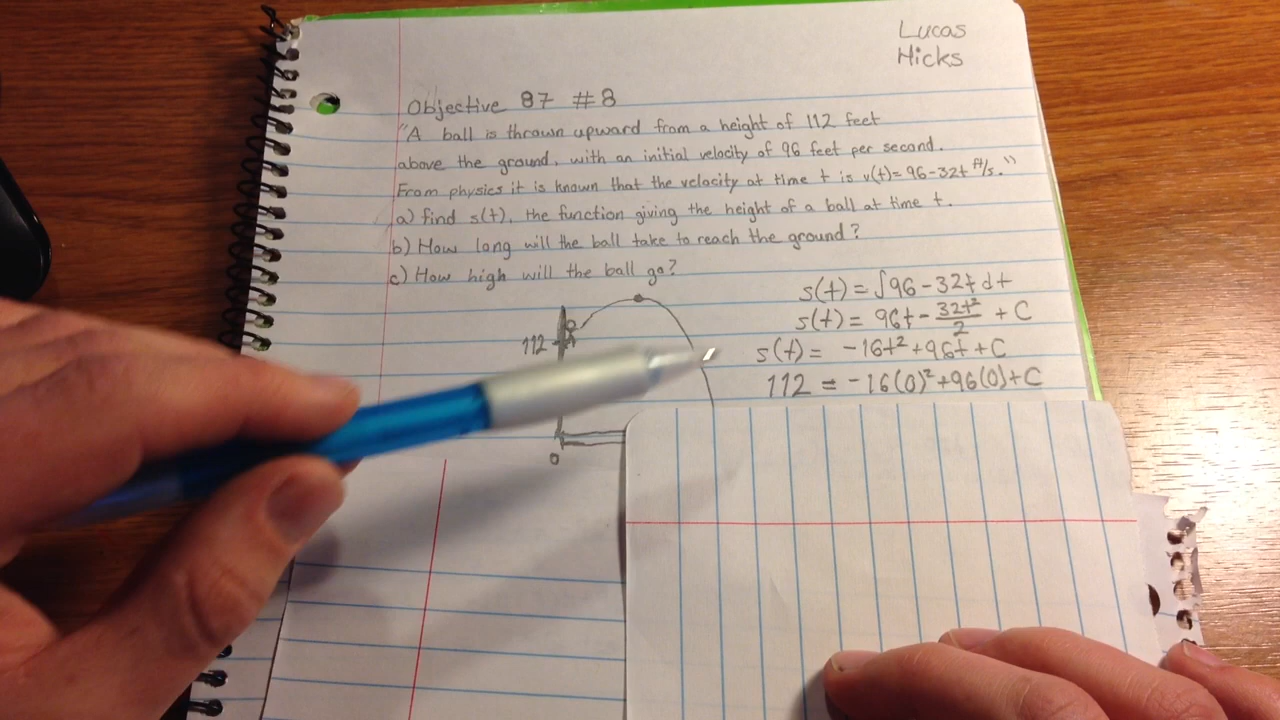 Lucas
Hicks
Objective 87 #8
"A ball is thrown upward from a height of 112 feet
above the ground, with an initial velocity of 96 feet per second.
From physics it is known that the velocity at time t is v(t)= 96-32t ft/s."
a) find s(t), the function giving the height of a ball at time t.
b) How long will the ball take to reach the ground?
c) How high will the ball go?
s(t) = ∫96-32t dt
s(t) = 96t - 32t²/2 + C
s(t) = -16t² + 96t + C
112 = -16(0)² + 96(0) + C
112
0